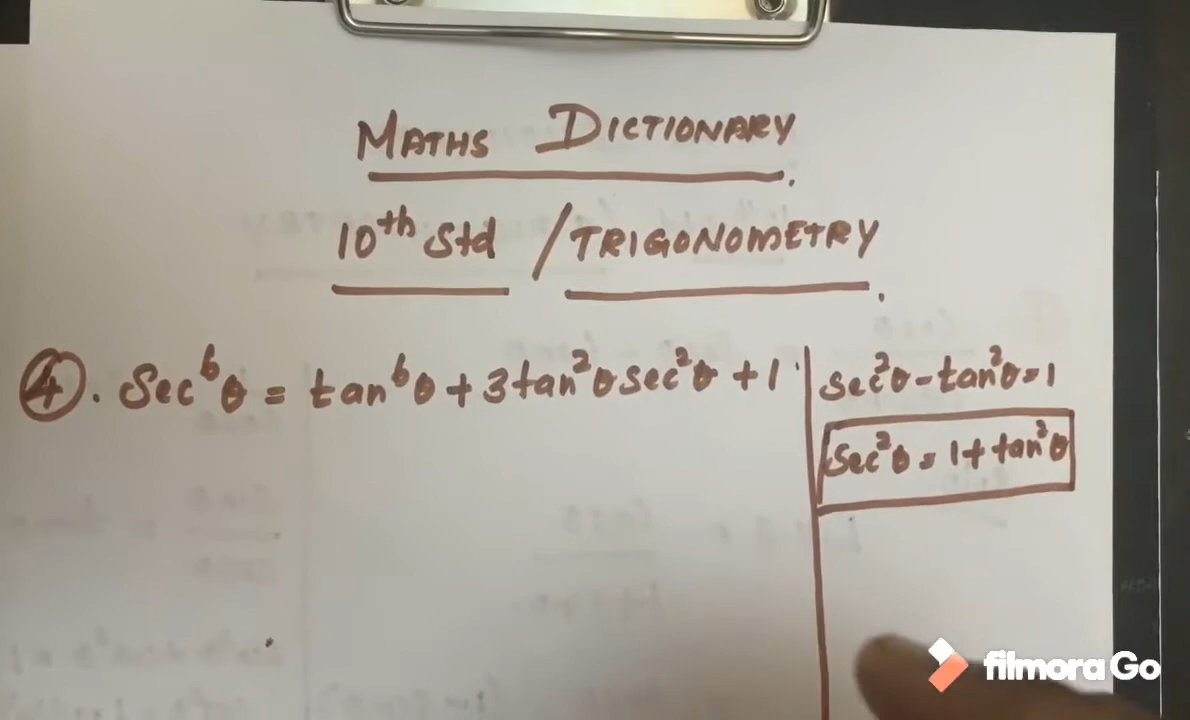 MATHS DICTIONARY.
10th Std / TRIGONOMETRY.
4. Sec⁶θ = tan⁶θ + 3tan²θsec²θ + 1
sec²θ - tan²θ = 1
sec²θ = 1 + tan²θ
filmora Go